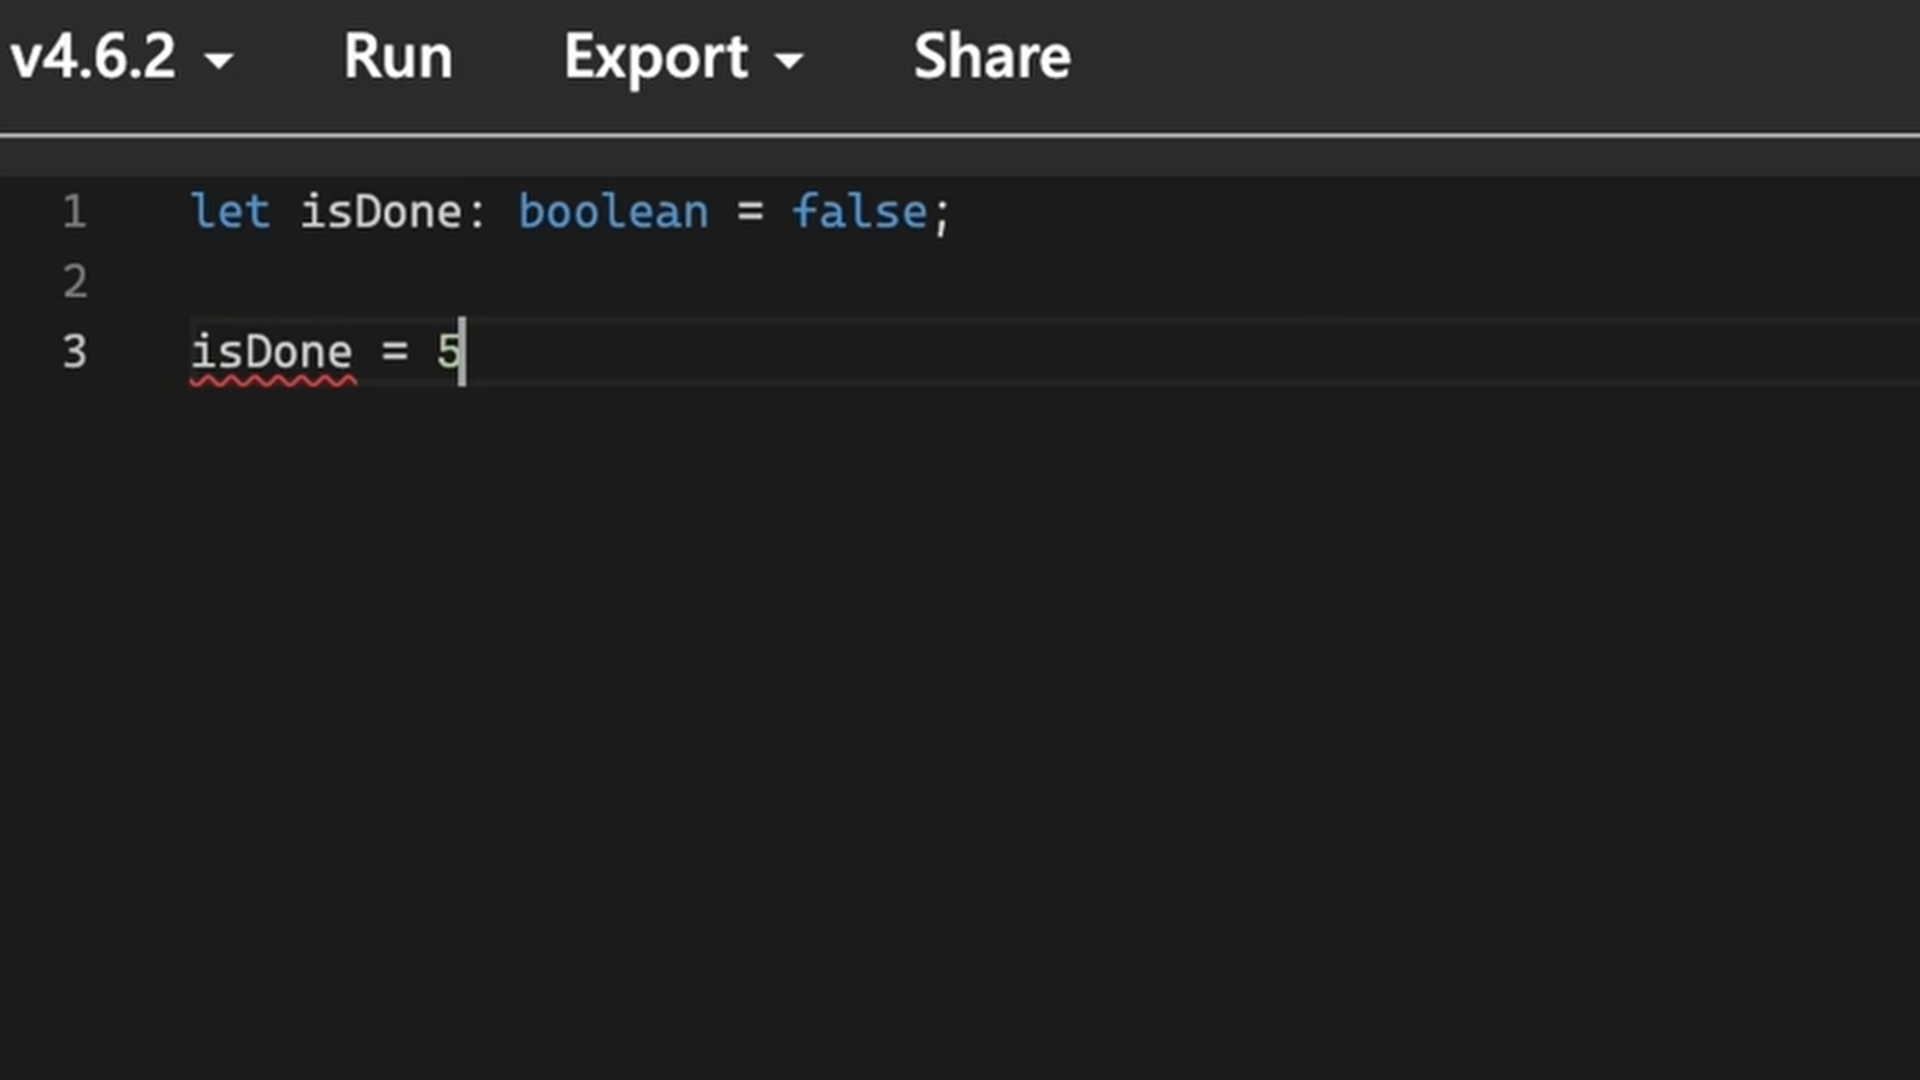 v4.6.2 Run Export Share
1 let isDone: boolean = false;
2
3 isDone = 5